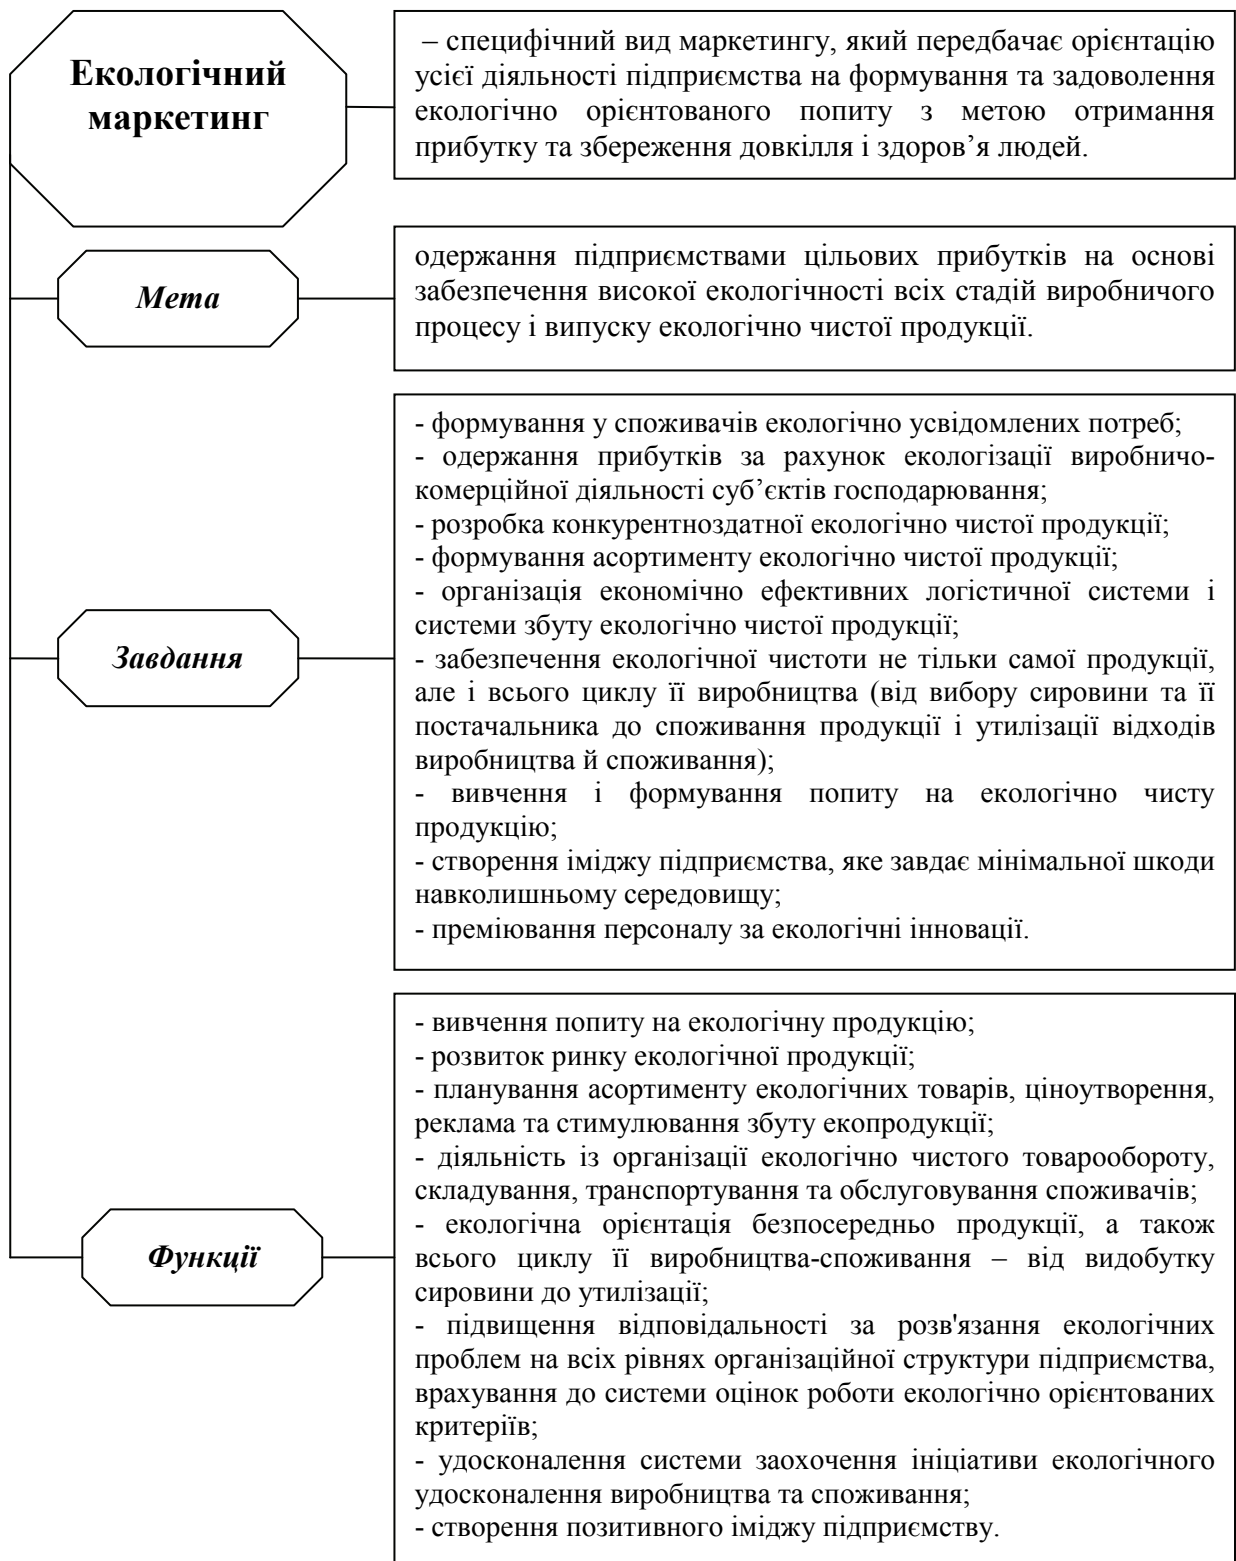 Екологічний
маркетинг
– специфічний вид маркетингу, який передбачає орієнтацію
усієї діяльності підприємства на формування та задоволення
екологічно орієнтованого попиту з метою отримання
прибутку та збереження довкілля і здоров’я людей.
Мета
одержання підприємствами цільових прибутків на основі
забезпечення високої екологічності всіх стадій виробничого
процесу і випуску екологічно чистої продукції.
Завдання
- формування у споживачів екологічно усвідомлених потреб;
- одержання прибутків за рахунок екологізації виробничо-
комерційної діяльності суб’єктів господарювання;
- розробка конкурентноздатної екологічно чистої продукції;
- формування асортименту екологічно чистої продукції;
- організація економічно ефективних логістичної системи і
системи збуту екологічно чистої продукції;
- забезпечення екологічної чистоти не тільки самої продукції,
але і всього циклу її виробництва (від вибору сировини та її
постачальника до споживання продукції і утилізації відходів
виробництва й споживання);
- вивчення і формування попиту на екологічно чисту
продукцію;
- створення іміджу підприємства, яке завдає мінімальної шкоди
навколишньому середовищу;
- преміювання персоналу за екологічні інновації.
Функції
- вивчення попиту на екологічну продукцію;
- розвиток ринку екологічної продукції;
- планування асортименту екологічних товарів, ціноутворення,
реклама та стимулювання збуту екопродукції;
- діяльність із організації екологічно чистого товарообороту,
складування, транспортування та обслуговування споживачів;
- екологічна орієнтація безпосередньо продукції, а також
всього циклу її виробництва-споживання – від видобутку
сировини до утилізації;
- підвищення відповідальності за розв'язання екологічних
проблем на всіх рівнях організаційної структури підприємства,
врахування до системи оцінок роботи екологічно орієнтованих
критеріїв;
- удосконалення системи заохочення ініціативи екологічного
удосконалення виробництва та споживання;
- створення позитивного іміджу підприємству.